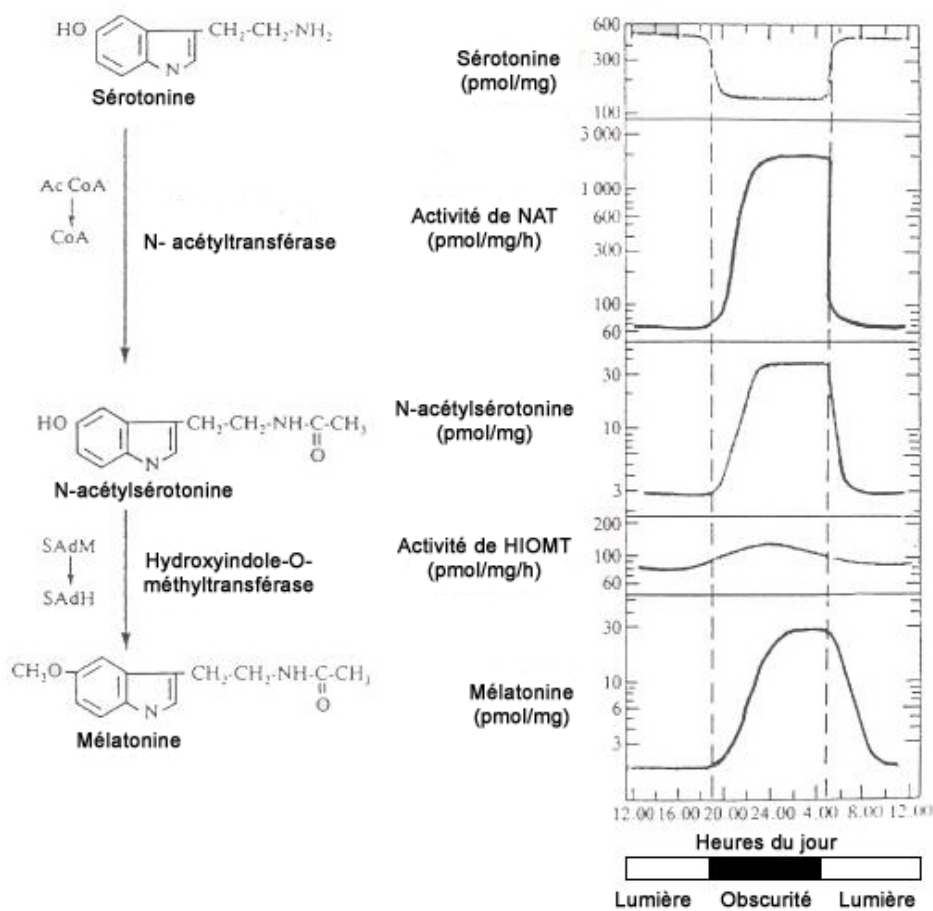 HO
CH₂-CH₂-NH₂
N
Sérotonine
Ac CoA
CoA
N- acétyltransférase
HO
CH₂-CH₂-NH-C-CH₃
O
N
N-acétylsérotonine
SAdM
SAdH
Hydroxyindole-O-
méthyltransférase
CH₃O
CH₂-CH₂-NH-C-CH₃
O
N
Mélatonine
Sérotonine
(pmol/mg)
600
300
100
Activité de NAT
(pmol/mg/h)
3 000
1 000
600
300
100
60
N-acétylsérotonine
(pmol/mg)
30
10
3
Activité de HIOMT
(pmol/mg/h)
200
100
60
Mélatonine
(pmol/mg)
30
10
6
3
12.00 16.00 20.00 24.00 4.00 8.00 12.00
Heures du jour
Lumière Obscurité Lumière